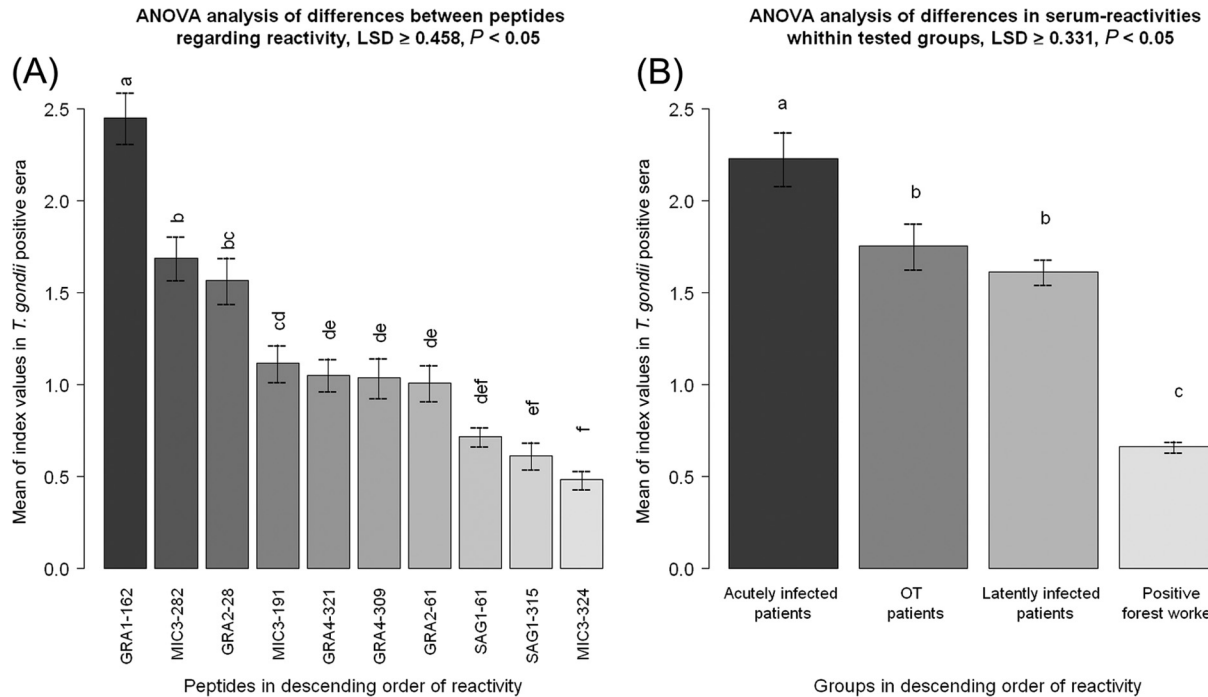 ANOVA analysis of differences between peptides
regarding reactivity, LSD ≥ 0.458, P < 0.05
(A)
Mean of index values in T. gondii positive sera
2.5
2.0
1.5
1.0
0.5
0.0
a
b
bc
cd
de
de
de
def
ef
f
GRA1-162
MIC3-282
GRA2-28
MIC3-191
GRA4-321
GRA4-309
GRA2-61
SAG1-61
SAG1-315
MIC3-324
Peptides in descending order of reactivity
ANOVA analysis of differences in serum-reactivities
whithin tested groups, LSD ≥ 0.331, P < 0.05
(B)
Mean of index values in T. gondii positive sera
2.5
2.0
1.5
1.0
0.5
0.0
a
b
b
c
Acutely infected
patients
OT
patients
Latently infected
patients
Positive
forest worke
Groups in descending order of reactivity